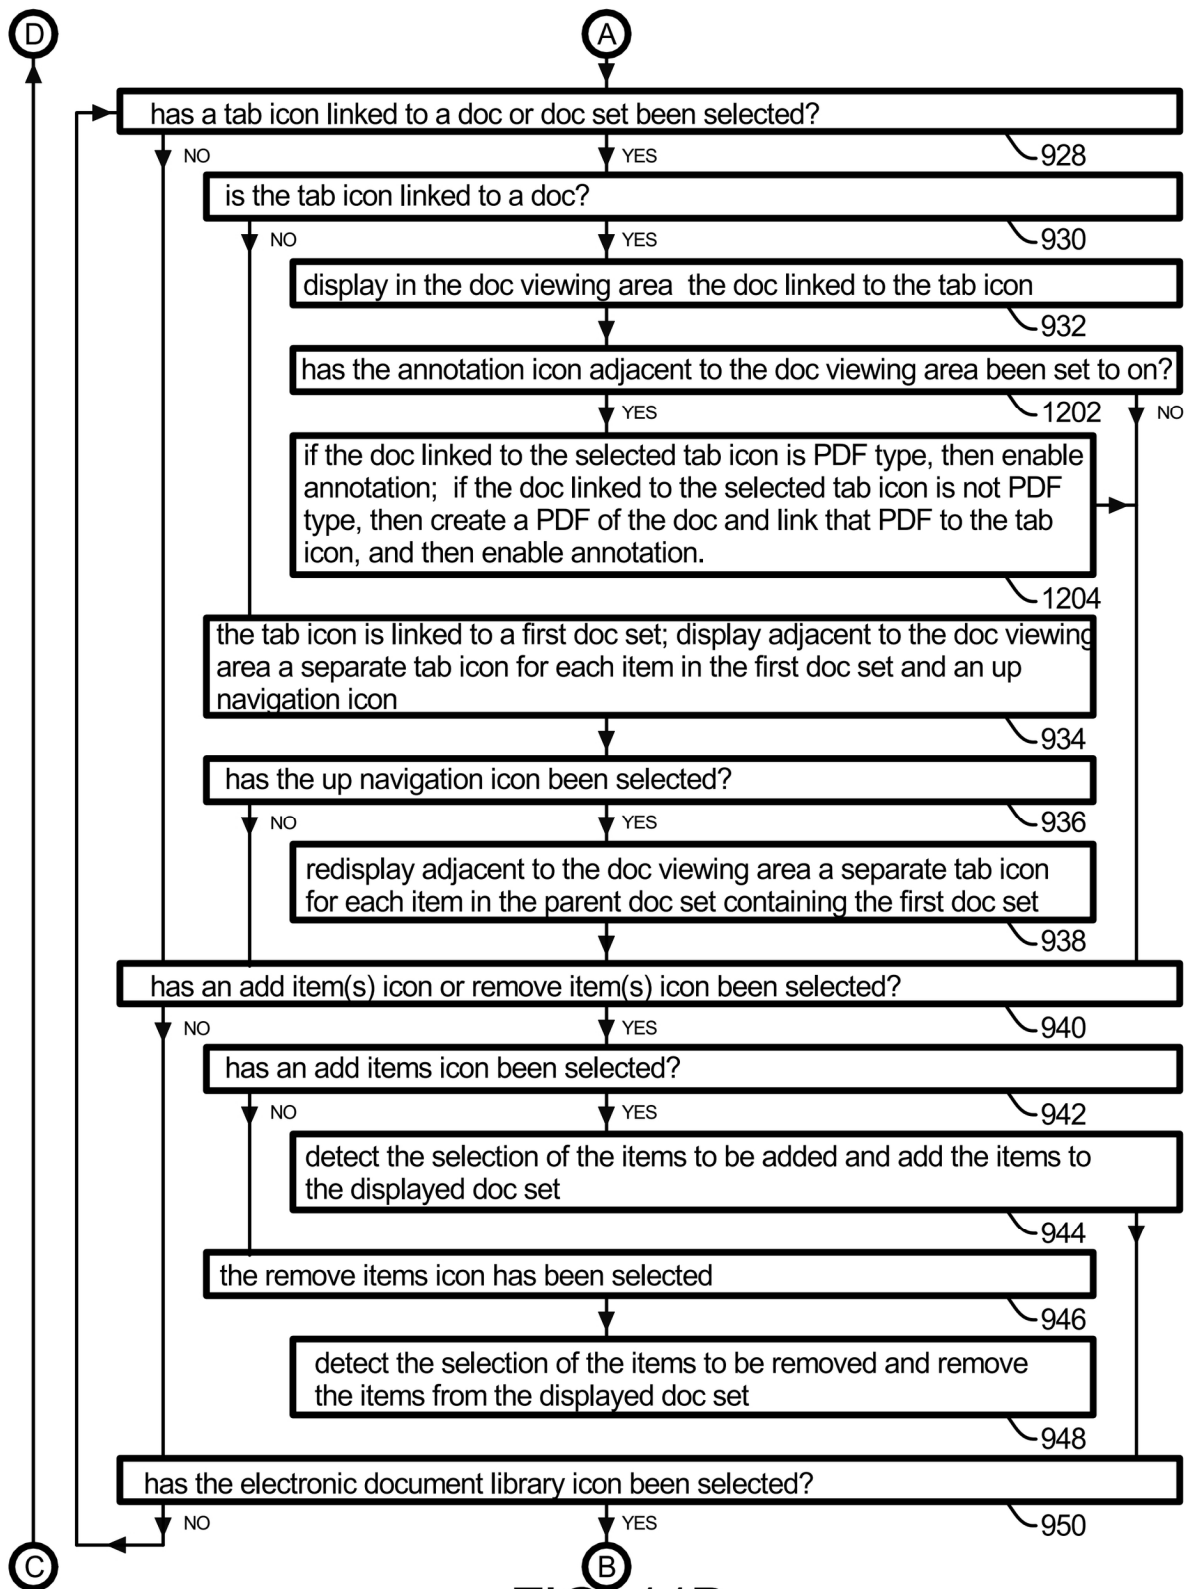 D
A
has a tab icon linked to a doc or doc set been selected?
928
NO
YES
is the tab icon linked to a doc?
930
NO
YES
display in the doc viewing area the doc linked to the tab icon
932
has the annotation icon adjacent to the doc viewing area been set to on?
1202
YES
NO
if the doc linked to the selected tab icon is PDF type, then enable
annotation; if the doc linked to the selected tab icon is not PDF
type, then create a PDF of the doc and link that PDF to the tab
icon, and then enable annotation.
1204
the tab icon is linked to a first doc set; display adjacent to the doc viewing
area a separate tab icon for each item in the first doc set and an up
navigation icon
934
has the up navigation icon been selected?
936
NO
YES
redisplay adjacent to the doc viewing area a separate tab icon
for each item in the parent doc set containing the first doc set
938
has an add item(s) icon or remove item(s) icon been selected?
940
NO
YES
has an add items icon been selected?
942
NO
YES
detect the selection of the items to be added and add the items to
the displayed doc set
944
the remove items icon has been selected
946
detect the selection of the items to be removed and remove
the items from the displayed doc set
948
has the electronic document library icon been selected?
950
NO
YES
C
B